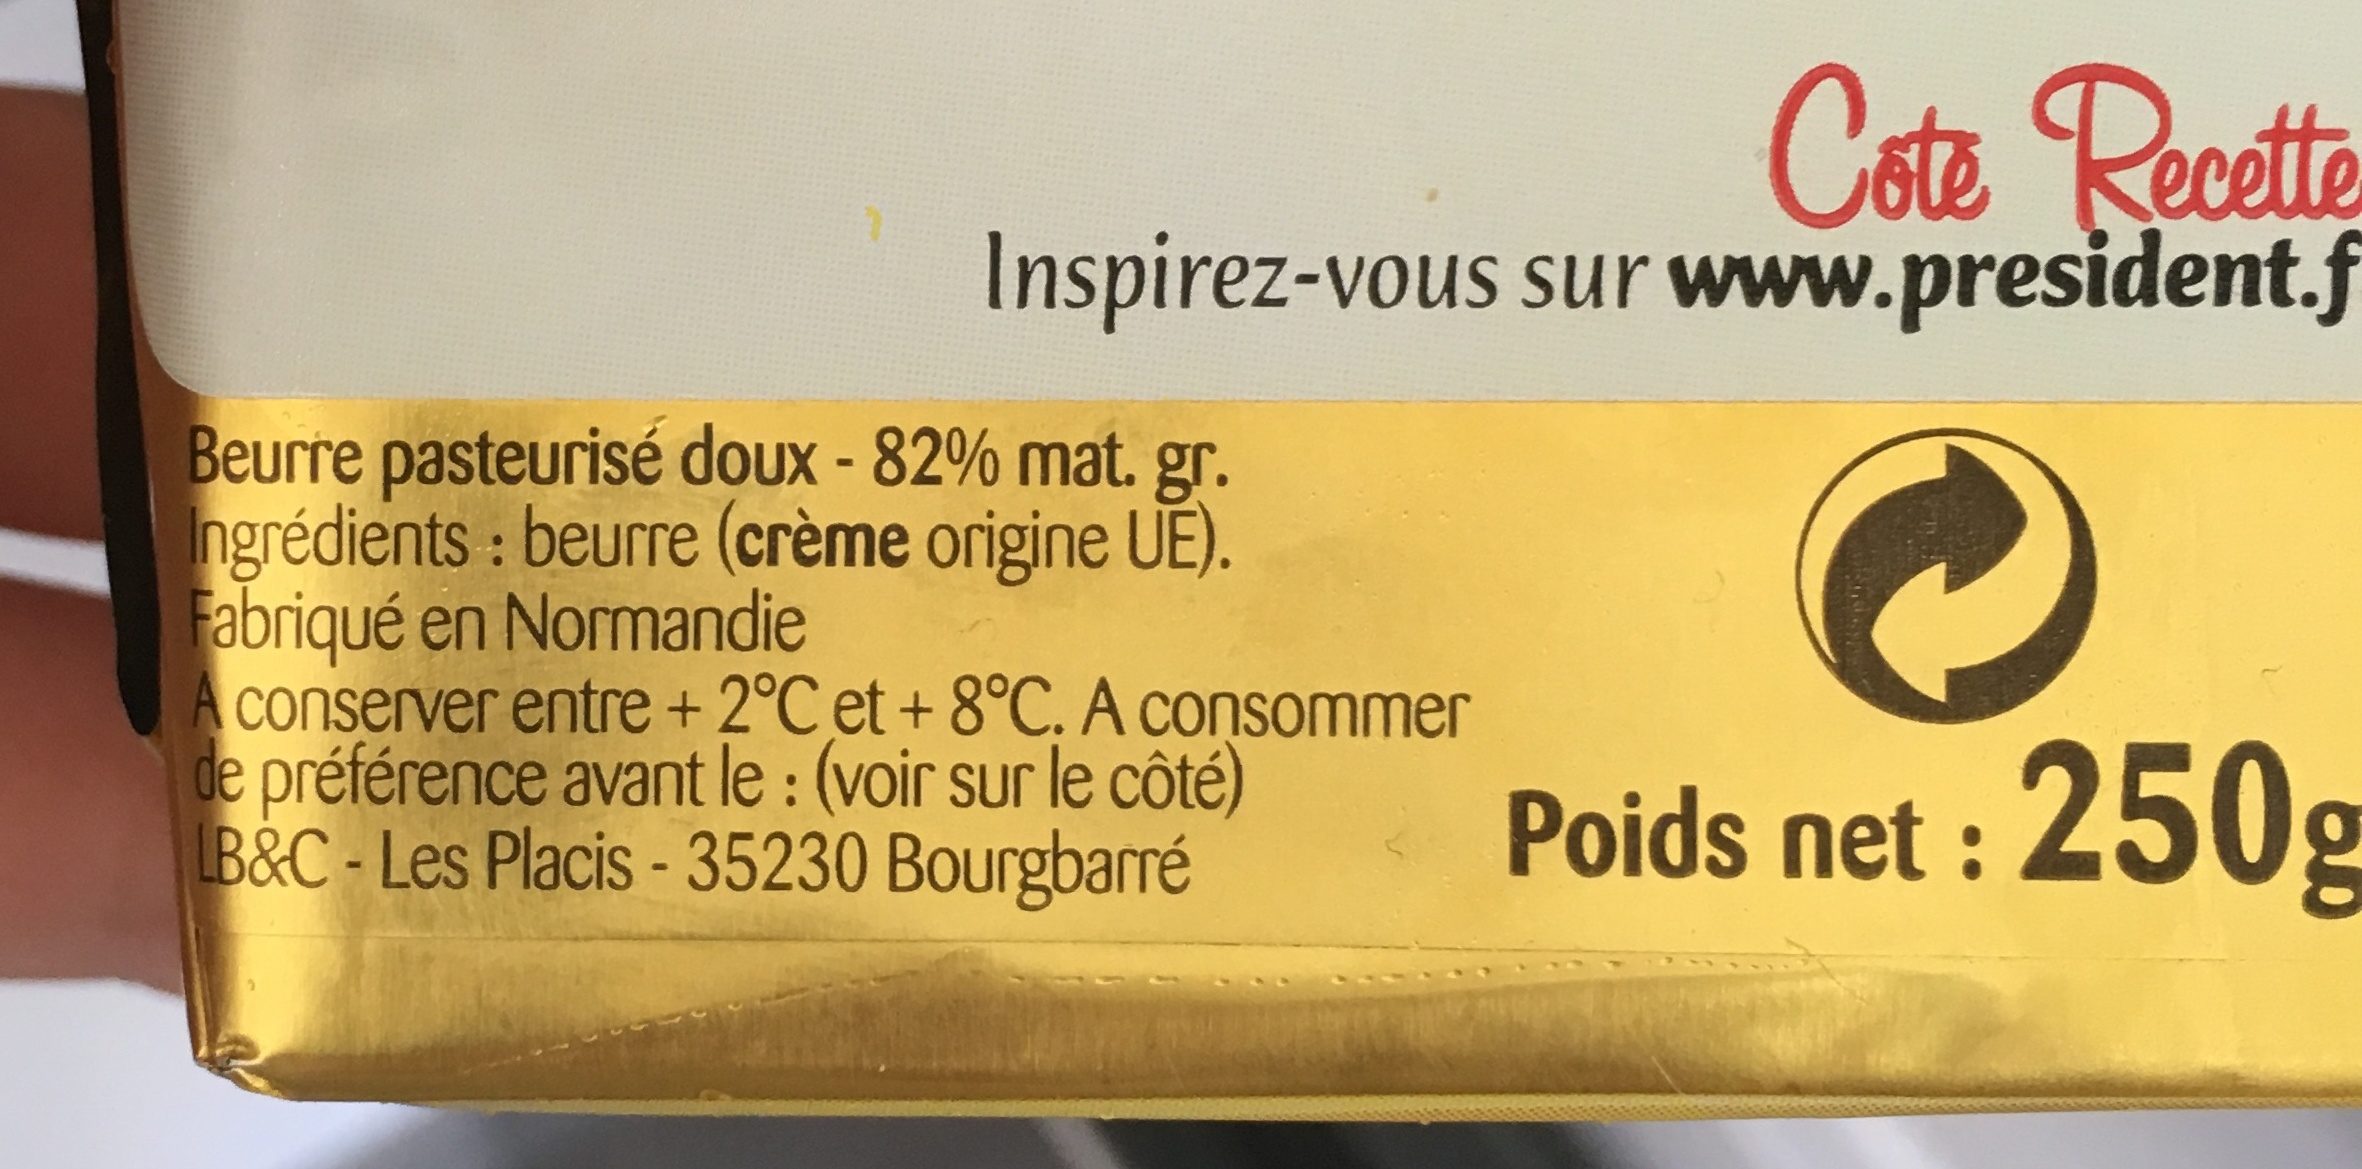 Côté Recette
Inspirez-vous sur www.president.f
Beurre pasteurisé doux - 82% mat. gr.
Ingrédients : beurre (crème origine UE).
Fabriqué en Normandie
A conserver entre + 2°C et + 8°C. A consommer
de préférence avant le : (voir sur le côté)
LB&C - Les Placis - 35230 Bourgbarré
Poids net : 250g